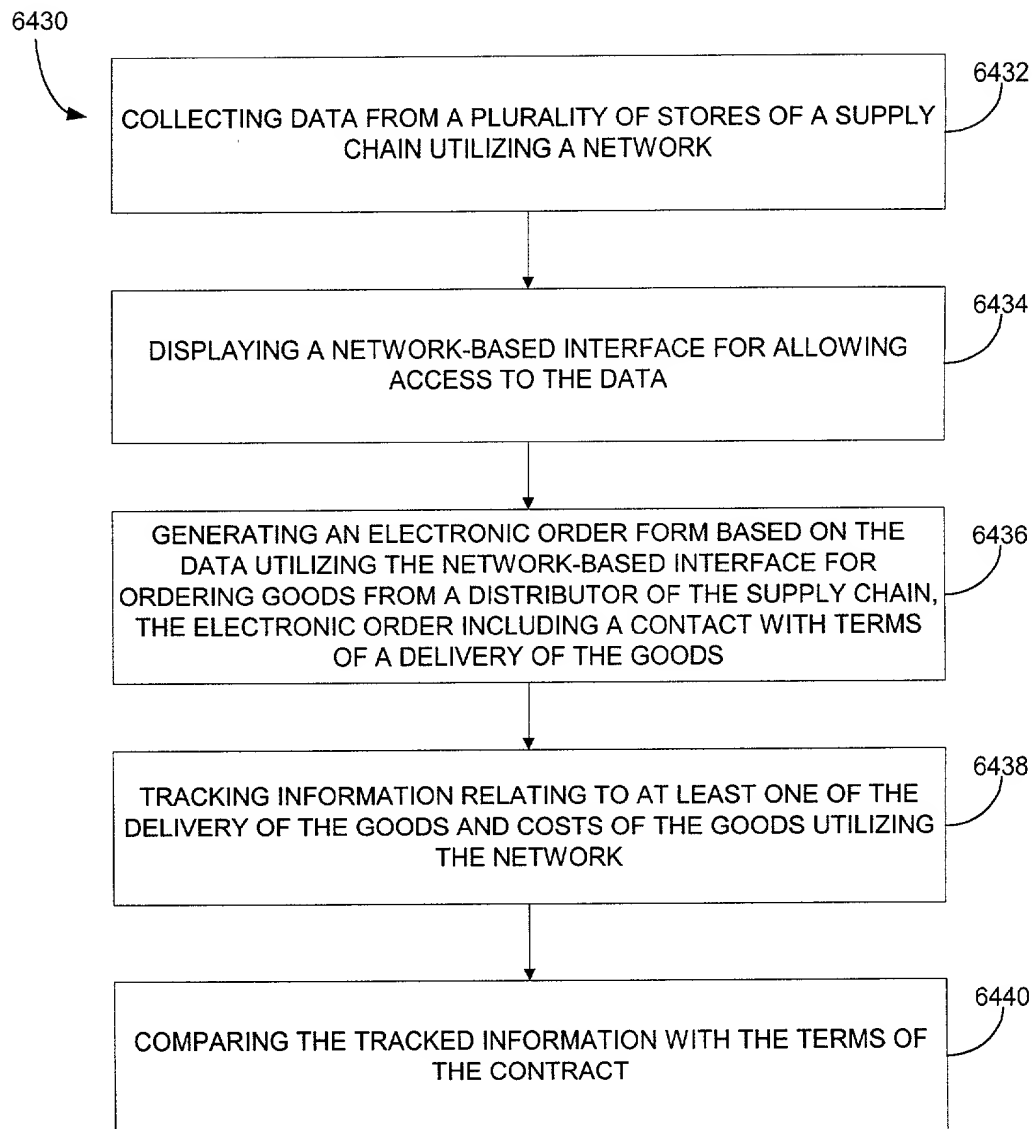 6430
6432
COLLECTING DATA FROM A PLURALITY OF STORES OF A SUPPLY
CHAIN UTILIZING A NETWORK
6434
DISPLAYING A NETWORK-BASED INTERFACE FOR ALLOWING
ACCESS TO THE DATA
6436
GENERATING AN ELECTRONIC ORDER FORM BASED ON THE
DATA UTILIZING THE NETWORK-BASED INTERFACE FOR
ORDERING GOODS FROM A DISTRIBUTOR OF THE SUPPLY CHAIN,
THE ELECTRONIC ORDER INCLUDING A CONTACT WITH TERMS
OF A DELIVERY OF THE GOODS
6438
TRACKING INFORMATION RELATING TO AT LEAST ONE OF THE
DELIVERY OF THE GOODS AND COSTS OF THE GOODS UTILIZING
THE NETWORK
6440
COMPARING THE TRACKED INFORMATION WITH THE TERMS OF
THE CONTRACT